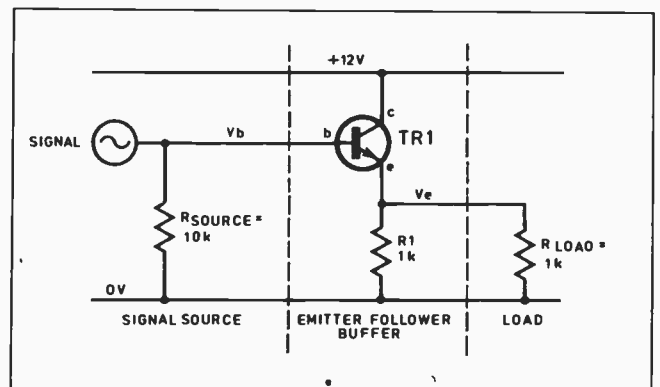 +12V
c
SIGNAL
Vb
b
TR1
e
Ve
RSOURCE=
10k
R1
1k
RLOAD=
1k
0V
SIGNAL SOURCE
EMITTER FOLLOWER
BUFFER
LOAD